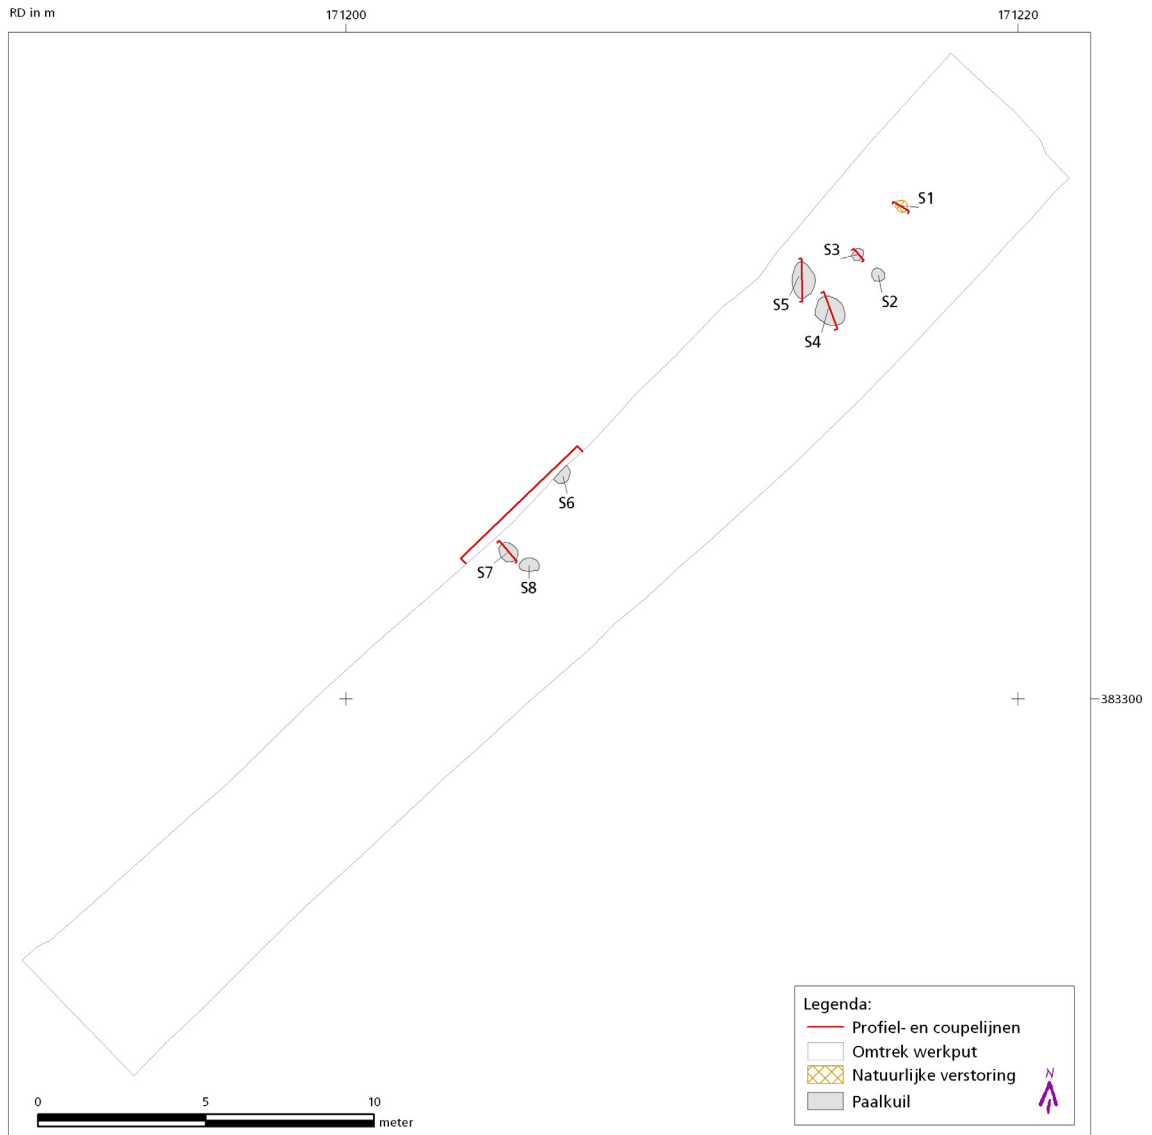 RD in m
171200
171220
S1
S3
S2
S5
S4
S6
S7
S8
383300
Legenda:
Profiel- en coupelijnen
Omtrek werkput
Natuurlijke verstoring
Paalkuil
N
0 5 10
meter